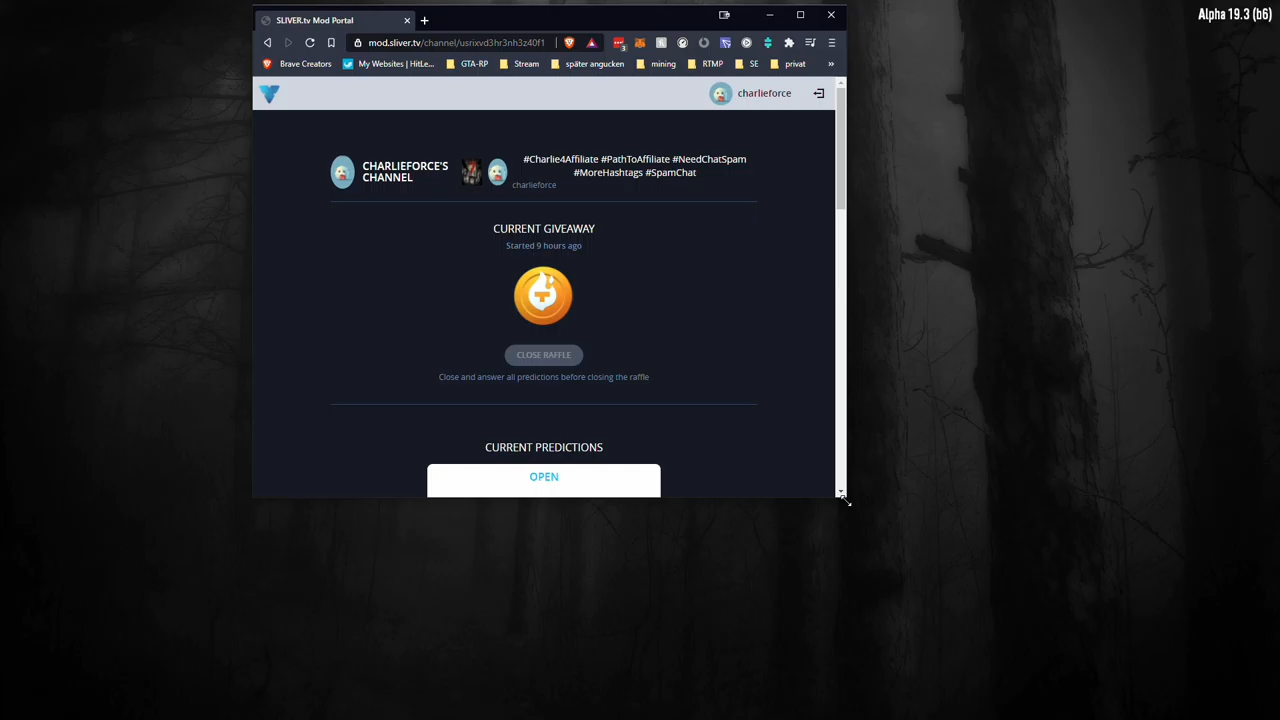 Alpha 19.3 (b6)
SLIVER.tv Mod Portal
mod.sliver.tv/channel/usrixvd3hr3nh3z40f1
3
Brave Creators
My Websites | HitLe...
GTA-RP
Stream
später angucken
mining
RTMP
SE
privat
»
charlieforce
CHARLIEFORCE'S
CHANNEL
#Charlie4Affiliate #PathToAffiliate #NeedChatSpam
#MoreHashtags #SpamChat
charlieforce
CURRENT GIVEAWAY
Started 9 hours ago
CLOSE RAFFLE
Close and answer all predictions before closing the raffle
CURRENT PREDICTIONS
OPEN